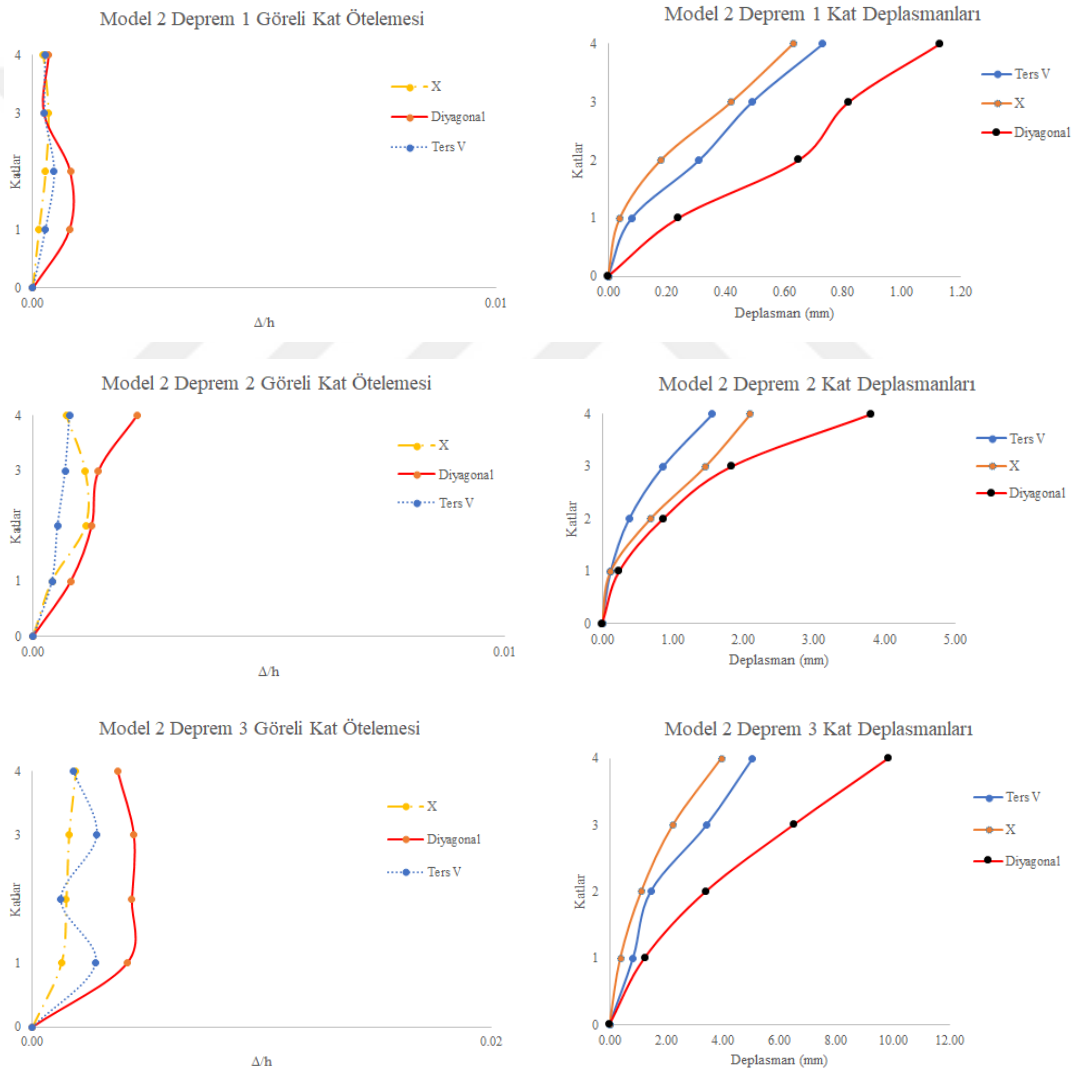 Model 2 Deprem 1 Göreli Kat Ötelemesi
4
3
2
1
0
Katlar
0.00
0.01
Δ/h
X
Diyagonal
Ters V
Model 2 Deprem 1 Kat Deplasmanları
4
3
2
1
0
Katlar
0.00
0.20
0.40
0.60
0.80
1.00
1.20
Deplasman (mm)
Ters V
X
Diyagonal
Model 2 Deprem 2 Göreli Kat Ötelemesi
4
3
2
1
0
Katlar
0.00
0.01
Δ/h
X
Diyagonal
Ters V
Model 2 Deprem 2 Kat Deplasmanları
4
3
2
1
0
Katlar
0.00
1.00
2.00
3.00
4.00
5.00
Deplasman (mm)
Ters V
X
Diyagonal
Model 2 Deprem 3 Göreli Kat Ötelemesi
4
3
2
1
0
Katlar
0.00
0.02
Δ/h
X
Diyagonal
Ters V
Model 2 Deprem 3 Kat Deplasmanları
4
3
2
1
0
Katlar
0.00
2.00
4.00
6.00
8.00
10.00
12.00
Deplasman (mm)
Ters V
X
Diyagonal